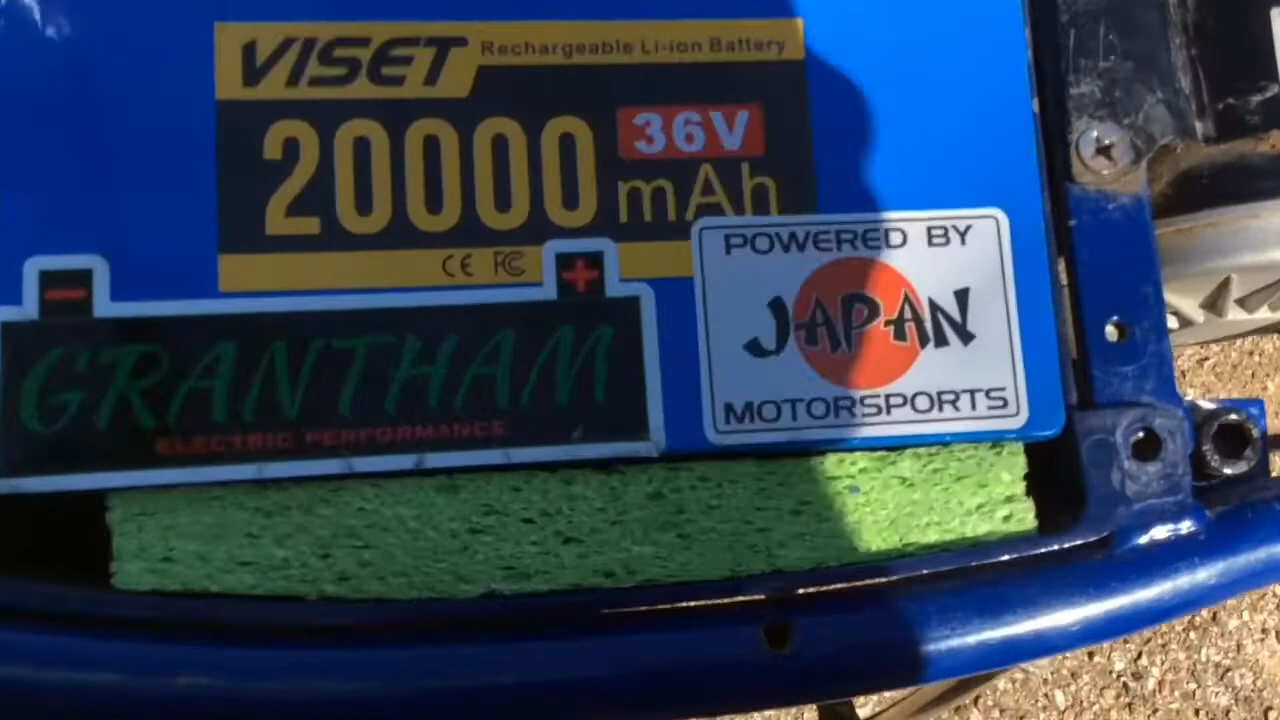 VISET Rechargeable Li-ion Battery
20000 36V
mAh
CE FC
- +
GRANTHAM
ELECTRIC PERFORMANCE
POWERED BY
JAPAN
MOTORSPORTS